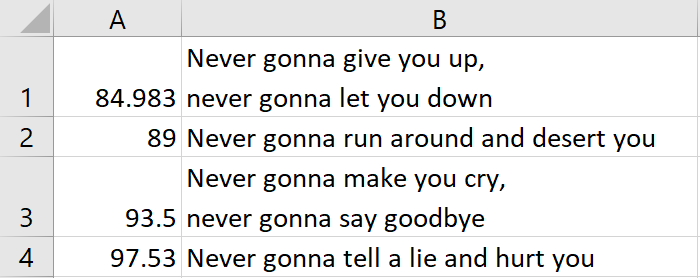 A B
Never gonna give you up,
1 84.983 never gonna let you down
2 89 Never gonna run around and desert you
Never gonna make you cry,
3 93.5 never gonna say goodbye
4 97.53 Never gonna tell a lie and hurt you